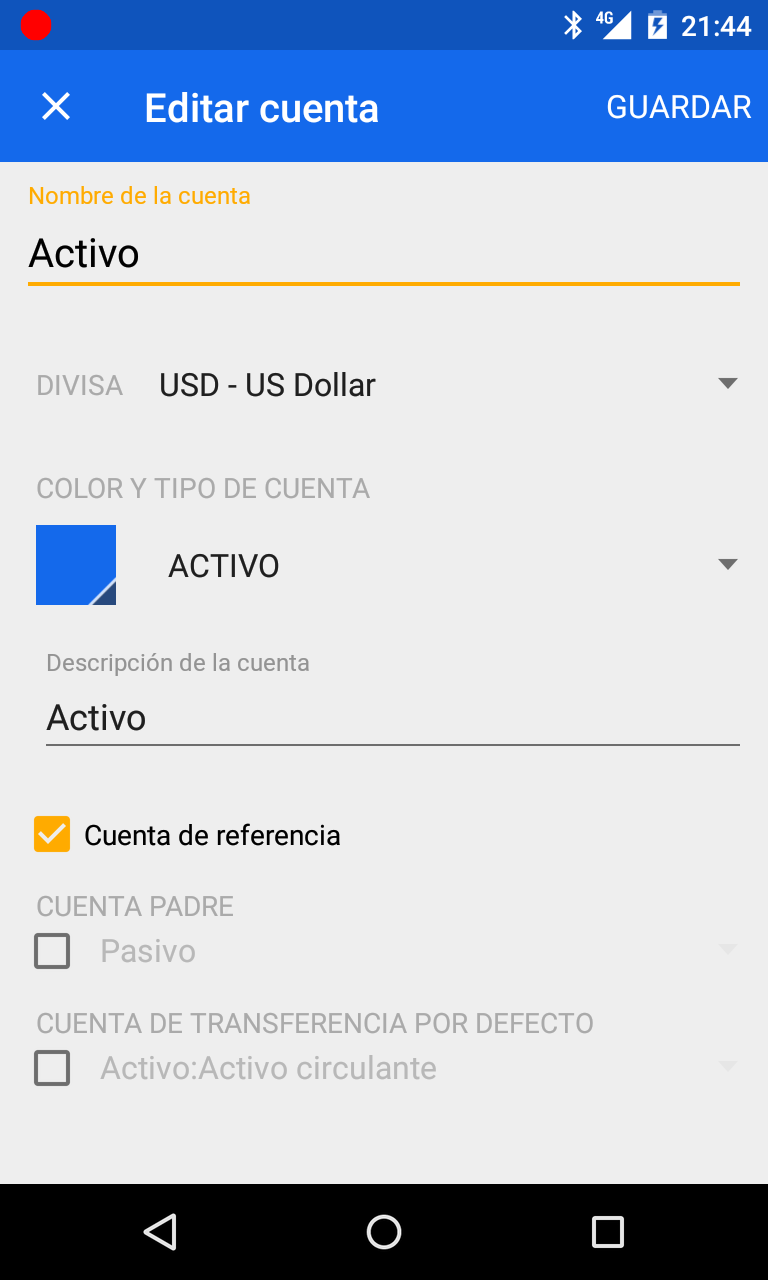 4G 21:44
Editar cuenta GUARDAR
Nombre de la cuenta
Activo
DIVISA USD - US Dollar
COLOR Y TIPO DE CUENTA
ACTIVO
Descripción de la cuenta
Activo
Cuenta de referencia
CUENTA PADRE
Pasivo
CUENTA DE TRANSFERENCIA POR DEFECTO
Activo:Activo circulante